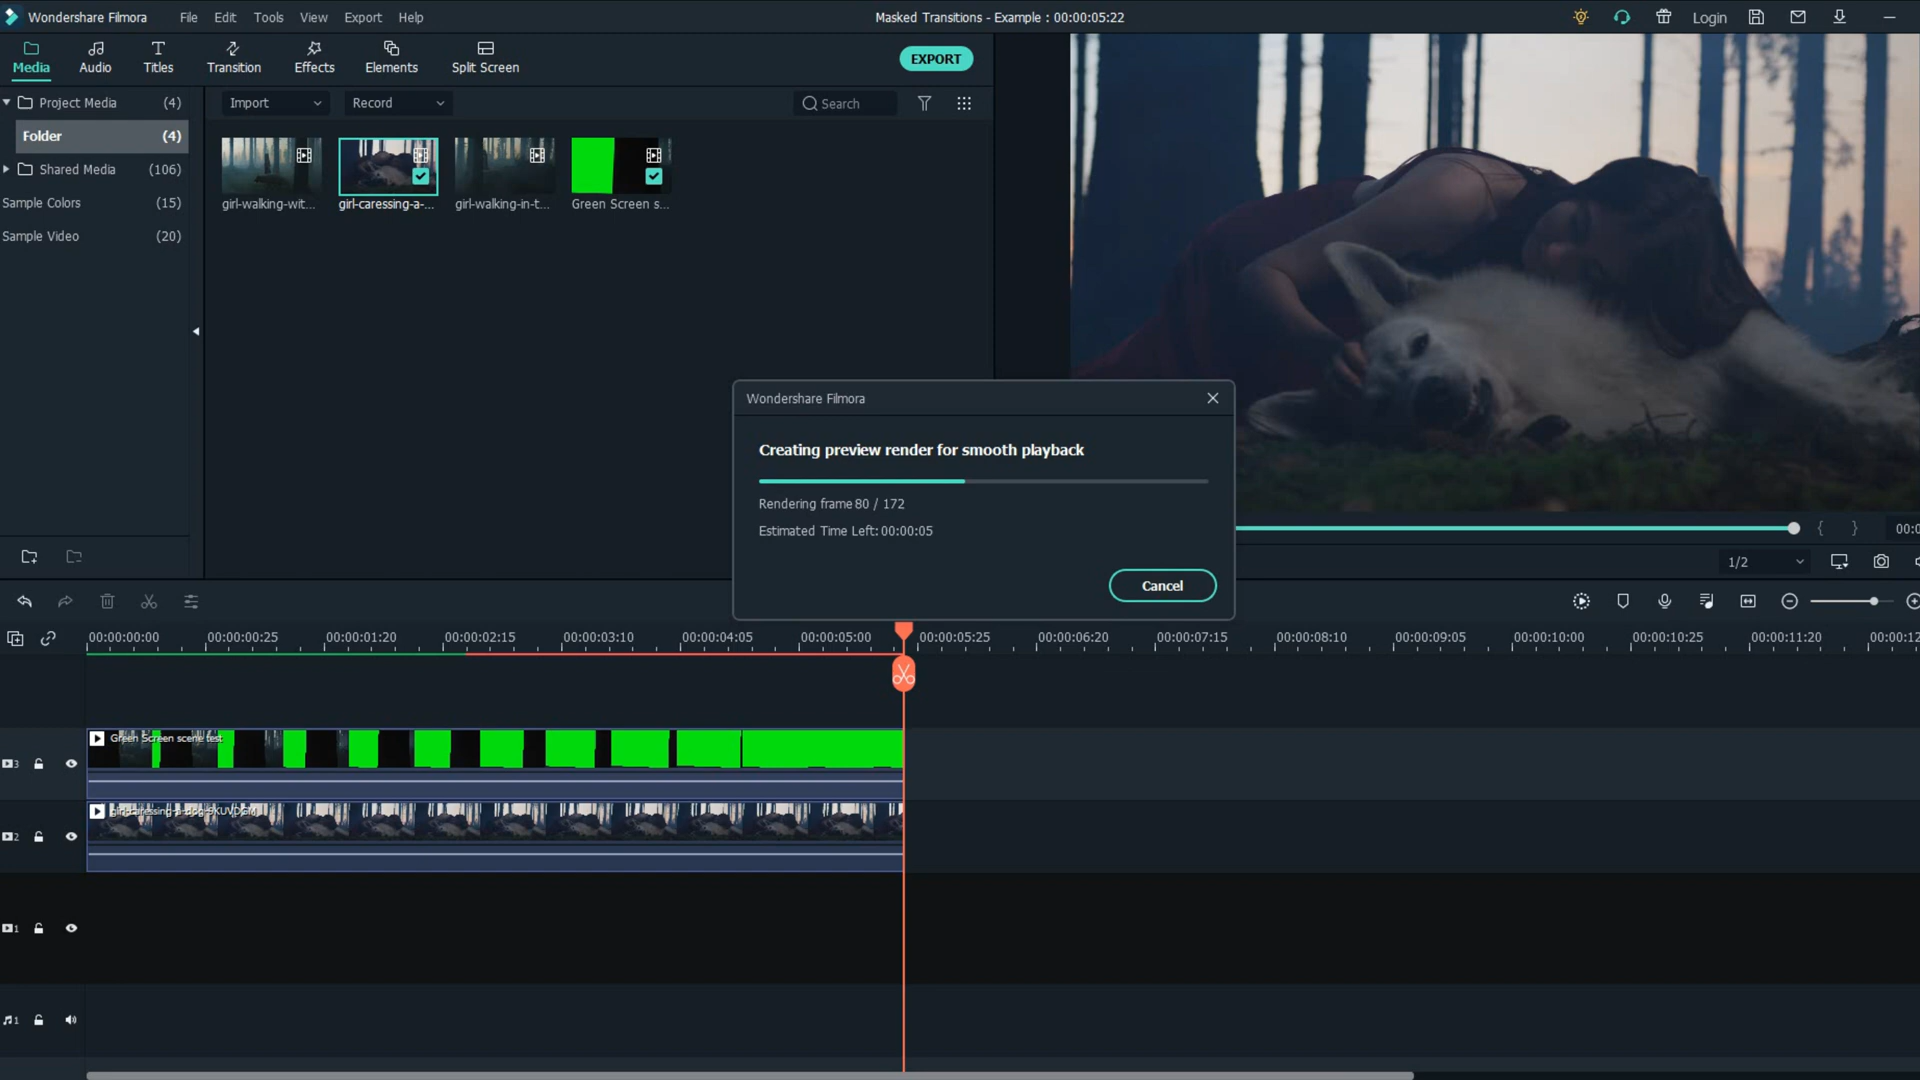 Wondershare Filmora File Edit Tools View Export Help Masked Transitions - Example : 00:00:05:22 Login
Media Audio Titles Transition Effects Elements Split Screen EXPORT
Project Media (4) Import Record Search
Folder (4)
Shared Media (106)
Sample Colors (15)
Sample Video (20)
girl-walking-wit... girl-caressing-a-... girl-walking-in-t... Green Screen s...
Wondershare Filmora
Creating preview render for smooth playback
Rendering frame 80 / 172
Estimated Time Left: 00:00:05
Cancel
{ }
1/2
00:00:00:00 00:00:00:25 00:00:01:20 00:00:02:15 00:00:03:10 00:00:04:05 00:00:05:00 00:00:05:25 00:00:06:20 00:00:07:15 00:00:08:10 00:00:09:05 00:00:10:00 00:00:10:25 00:00:11:20
Green Screen scene test
3
2
1
1